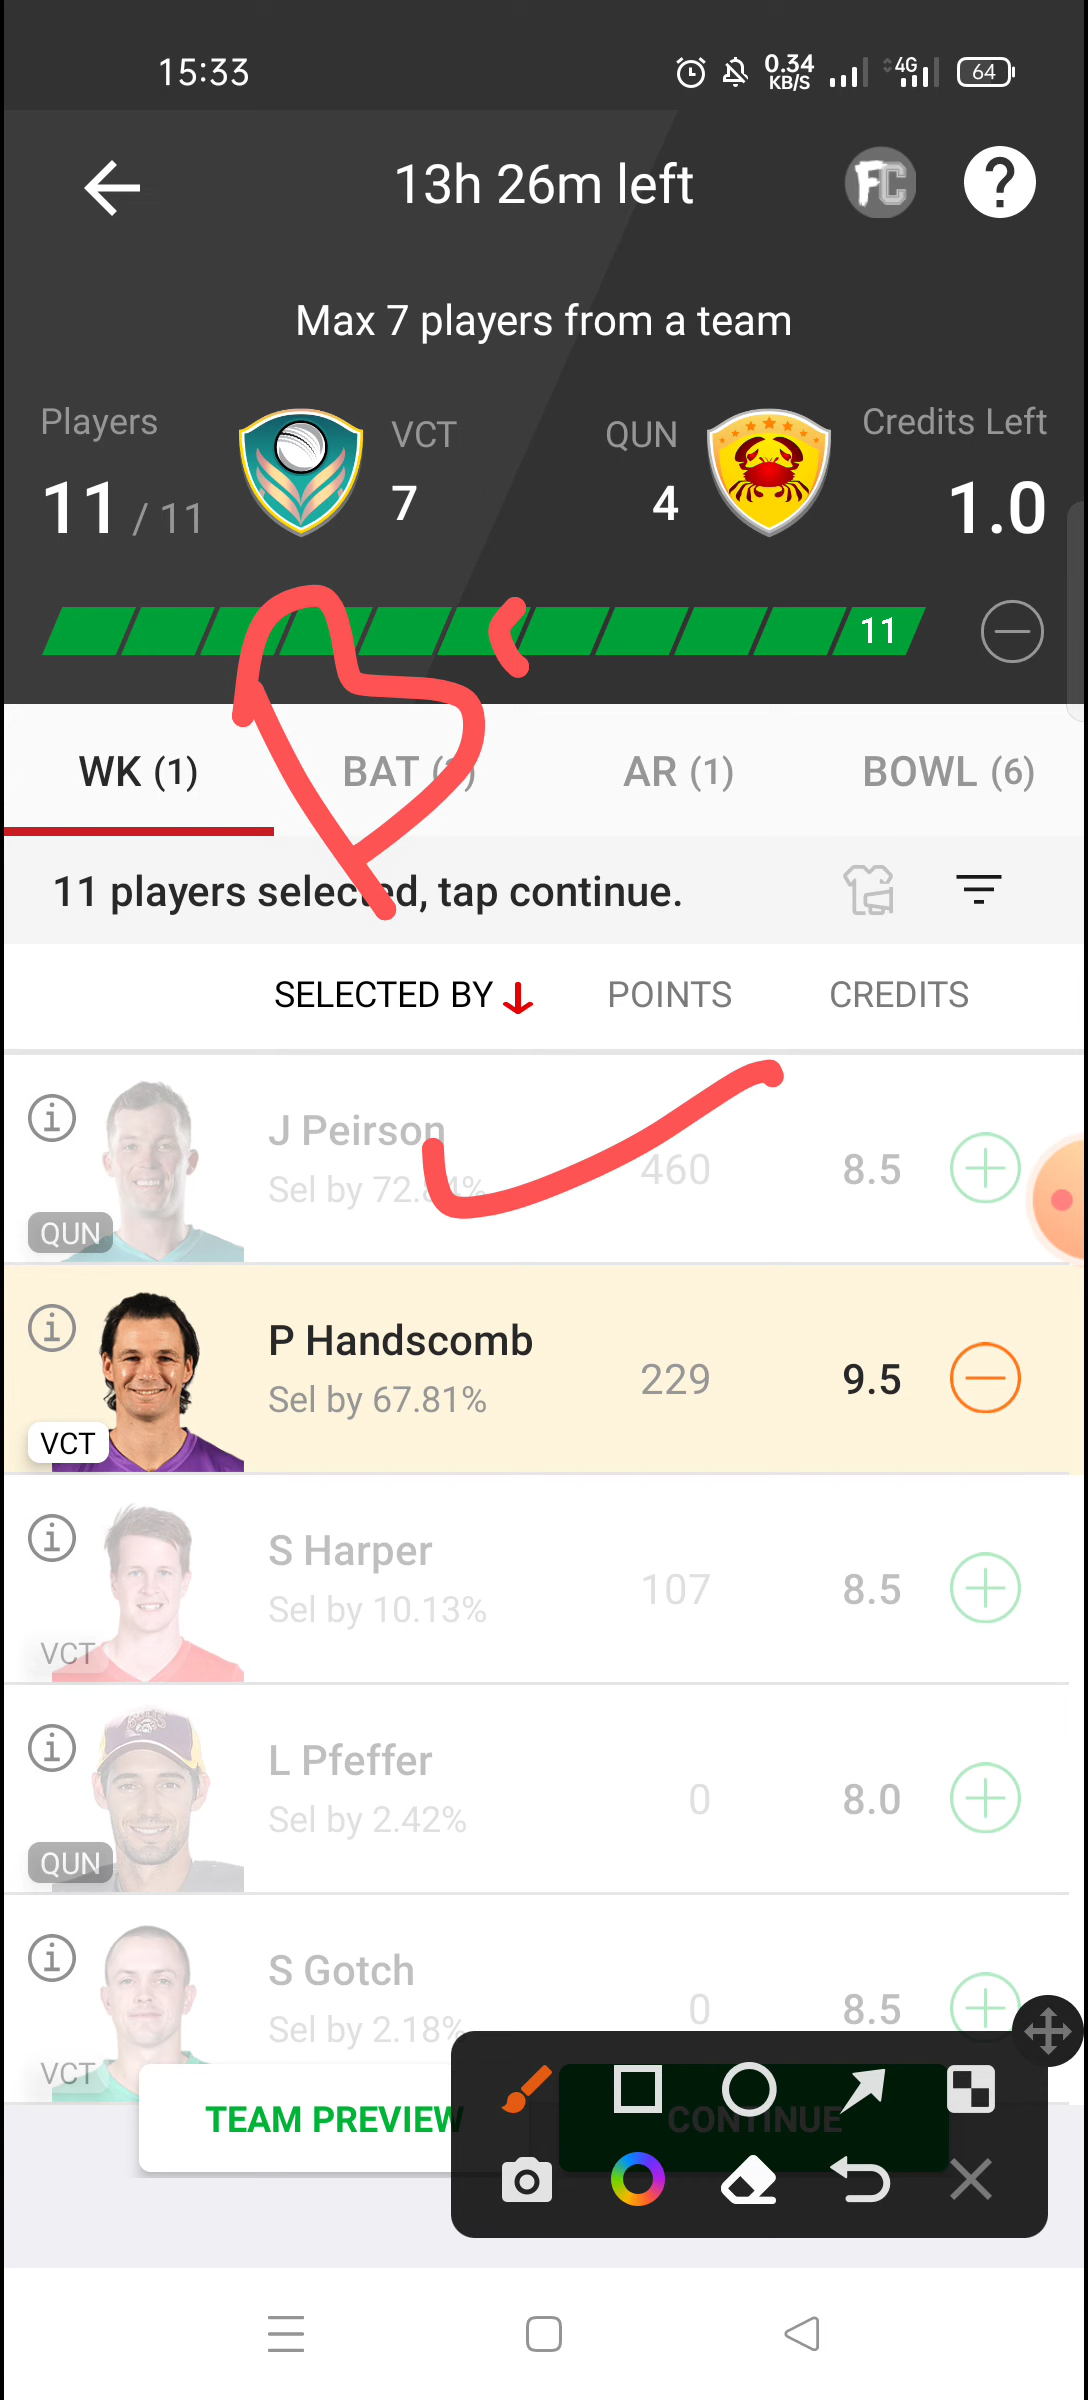 15:33
0.34 KB/S 4G 64
13h 26m left
FC ?
Max 7 players from a team
Players VCT QUN Credits Left
11 / 11 7 4 1.0
11
WK (1) BAT AR (1) BOWL (6)
11 players selected, tap continue.
SELECTED BY POINTS CREDITS
J Peirson
Sel by 72.84% 460 8.5
QUN
P Handscomb
Sel by 67.81% 229 9.5
VCT
S Harper
Sel by 10.13% 107 8.5
VCT
L Pfeffer
Sel by 2.42% 0 8.0
QUN
S Gotch
Sel by 2.18% 0 8.5
VCT
TEAM PREVIEW CONTINUE